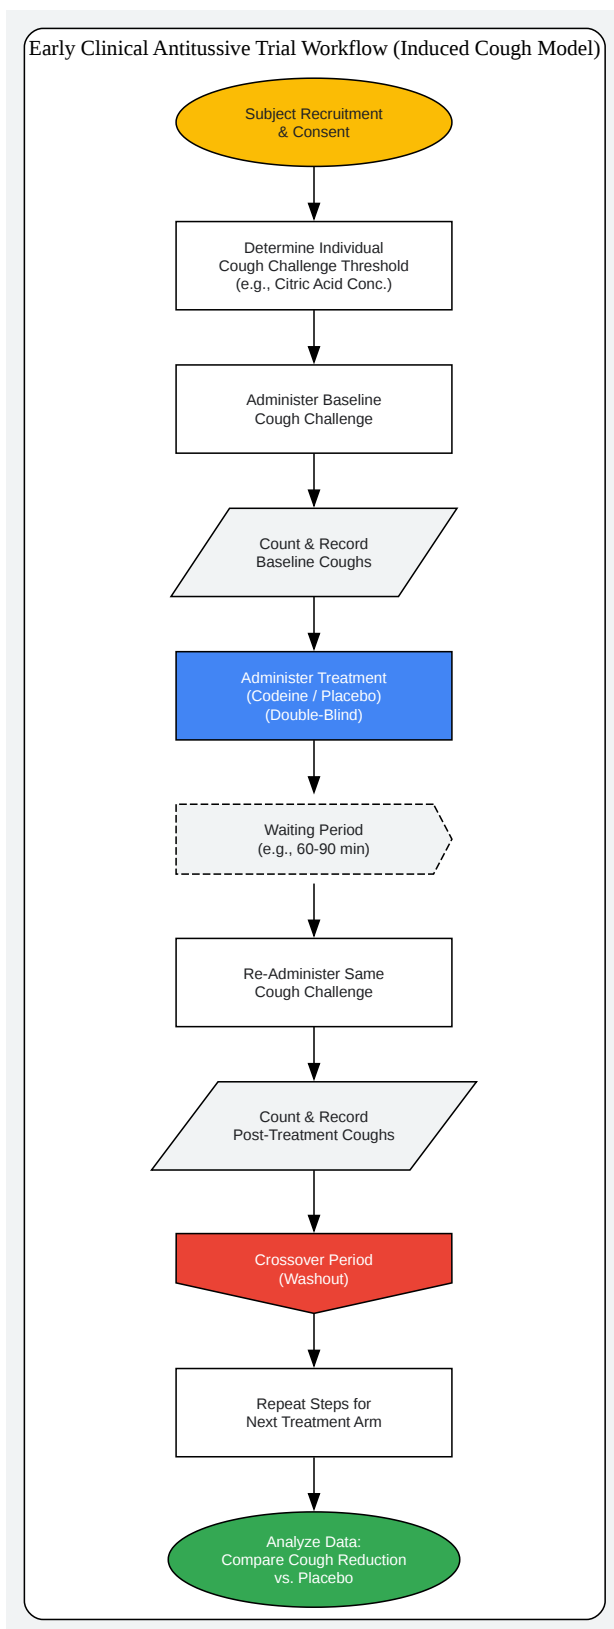 Early Clinical Antitussive Trial Workflow (Induced Cough Model)
Subject Recruitment
& Consent
Determine Individual
Cough Challenge Threshold
(e.g., Citric Acid Conc.)
Administer Baseline
Cough Challenge
Count & Record
Baseline Coughs
Administer Treatment
(Codeine / Placebo)
(Double-Blind)
Waiting Period
(e.g., 60-90 min)
Re-Administer Same
Cough Challenge
Count & Record
Post-Treatment Coughs
Crossover Period
(Washout)
Repeat Steps for
Next Treatment Arm
Analyze Data:
Compare Cough Reduction
vs. Placebo